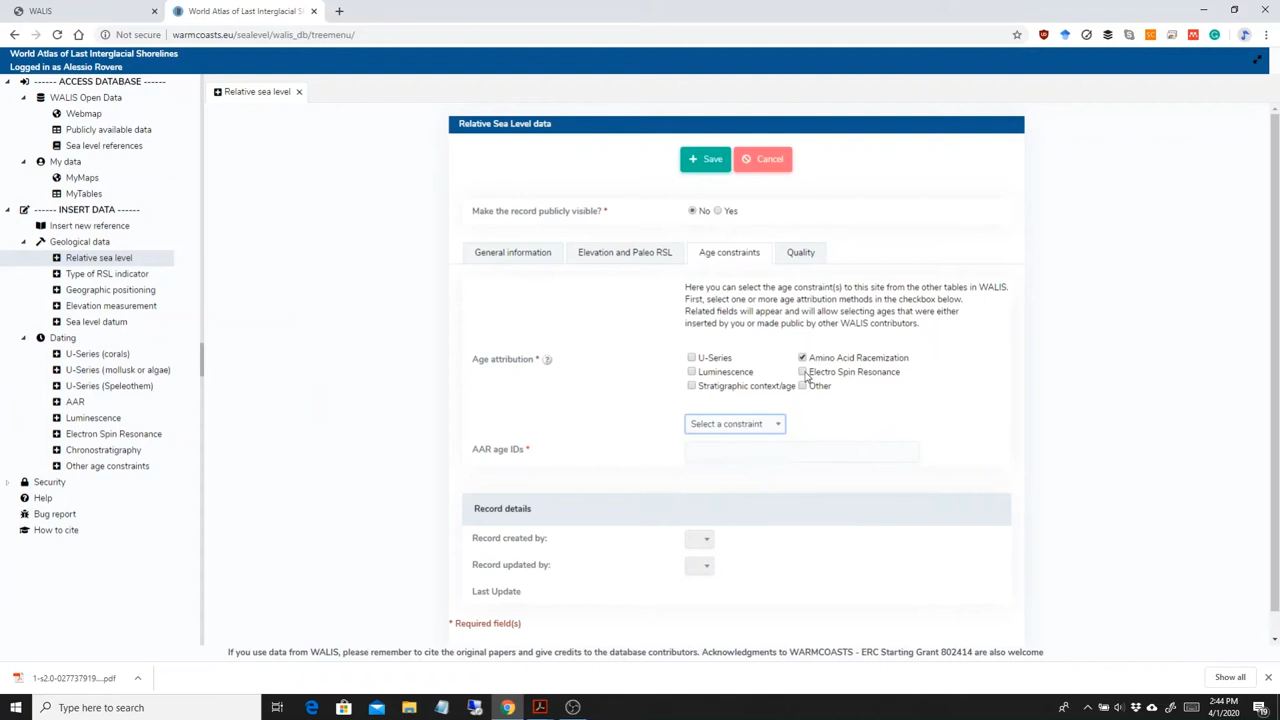 WALIS
World Atlas of Last Interglacial Sh
Not secure
warmcoasts.eu/sealevel/walis_db/treemenu/
World Atlas of Last Interglacial Shorelines
Logged in as Alessio Rovere
------ ACCESS DATABASE ------
WALIS Open Data
Webmap
Publicly available data
Sea level references
My data
MyMaps
MyTables
------ INSERT DATA ------
Insert new reference
Geological data
Relative sea level
Type of RSL indicator
Geographic positioning
Elevation measurement
Sea level datum
Dating
U-Series (corals)
U-Series (mollusk or algae)
U-Series (Speleothem)
AAR
Luminescence
Electron Spin Resonance
Chronostratigraphy
Other age constraints
Security
Help
Bug report
How to cite
Relative sea level
Relative Sea Level data
Save Cancel
Make the record publicly visible? * No Yes
General information Elevation and Paleo RSL Age constraints Quality
Here you can select the age constraint(s) to this site from the other tables in WALIS.
First, select one or more age attribution methods in the checkbox below.
Related fields will appear and will allow selecting ages that were either
inserted by you or made public by other WALIS contributors.
Age attribution *
U-Series Amino Acid Racemization
Luminescence Electro Spin Resonance
Stratigraphic context/age Other
Select a constraint
AAR age IDs *
Record details
Record created by:
Record updated by:
Last Update
* Required field(s)
If you use data from WALIS, please remember to cite the original papers and give credits to the database contributors. Acknowledgments to WARMCOASTS - ERC Starting Grant 802414 are also welcome
1-s2.0-027737919....pdf
Show all
Type here to search
2:44 PM
4/1/2020